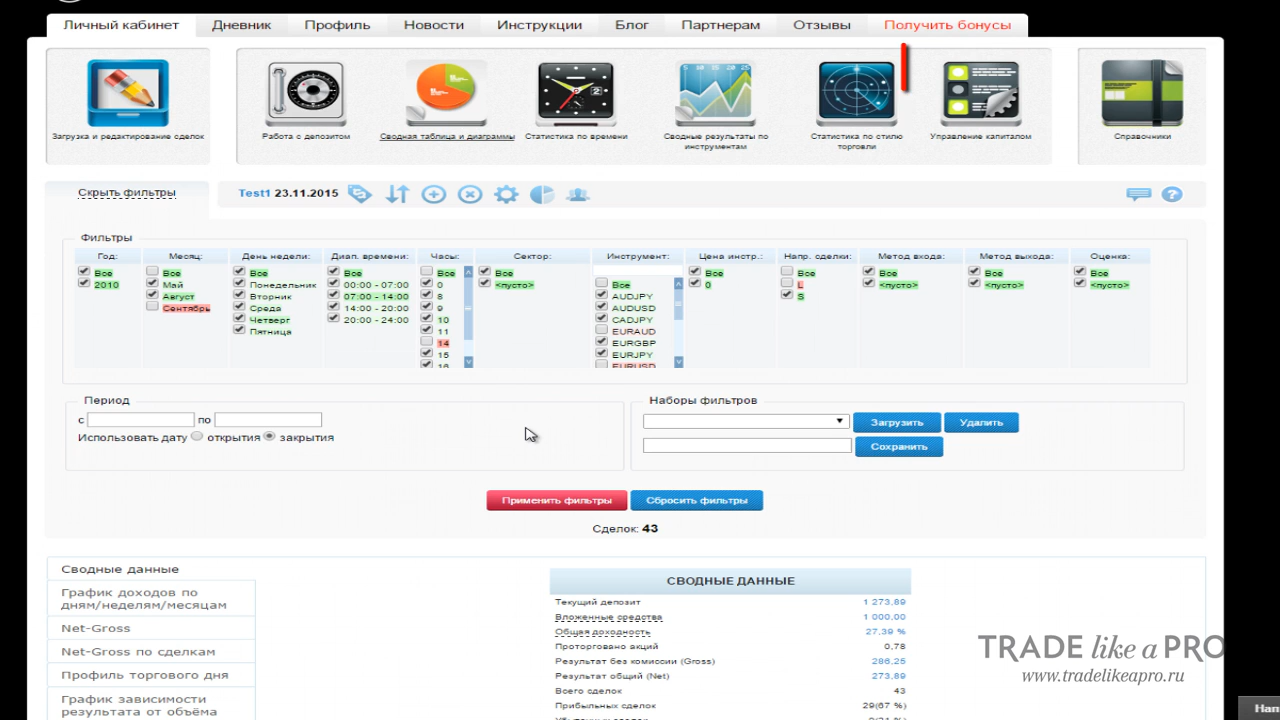 Личный кабинет Дневник Профиль Новости Инструкции Блог Партнерам Отзывы Получить бонусы
5 10 15 20 25
2
Загрузка и редактирование сделок
Работа с депозитом
Сводная таблица и диаграммы
Статистика по времени
Сводные результаты по
инструментам
Статистика по стилю
торговли
Управление капиталом
Справочники
Скрыть фильтры
Test1 23.11.2015
Фильтры
Год:
Все
2010
Месяц:
Все
Май
Август
Сентябрь
День недели:
Все
Понедельник
Вторник
Среда
Четверг
Пятница
Диап. времени:
Все
00:00 - 07:00
07:00 - 14:00
14:00 - 20:00
20:00 - 24:00
Часы:
Все
0
8
9
10
11
14
15
16
Сектор:
Все
<пусто>
Инструмент:
Все
AUDJPY
AUDUSD
CADJPY
EURAUD
EURGBP
EURJPY
EURUSD
Цена инстр.:
Все
0
Напр. сделки:
Все
L
S
Метод входа:
Все
<пусто>
Метод выхода:
Все
<пусто>
Оценка:
Все
<пусто>
Период
с по
Использовать дату открытия закрытия
Наборы фильтров
Загрузить Удалить
Сохранить
Применить фильтры Сбросить фильтры
Сделок: 43
Сводные данные
График доходов по
дням/неделям/месяцам
Net-Gross
Net-Gross по сделкам
Профиль торгового дня
График зависимости
результата от объёма
СВОДНЫЕ ДАННЫЕ
Текущий депозит 1 273,89
Вложенные средства 1 000,00
Общая доходность 27,39 %
Проторговано акций 0,78
Результат без комиссии (Gross) 286,25
Результат общий (Net) 273,89
Всего сделок 43
Прибыльных сделок 29(67 %)
TRADE like a PRO
www.tradelikeapro.ru